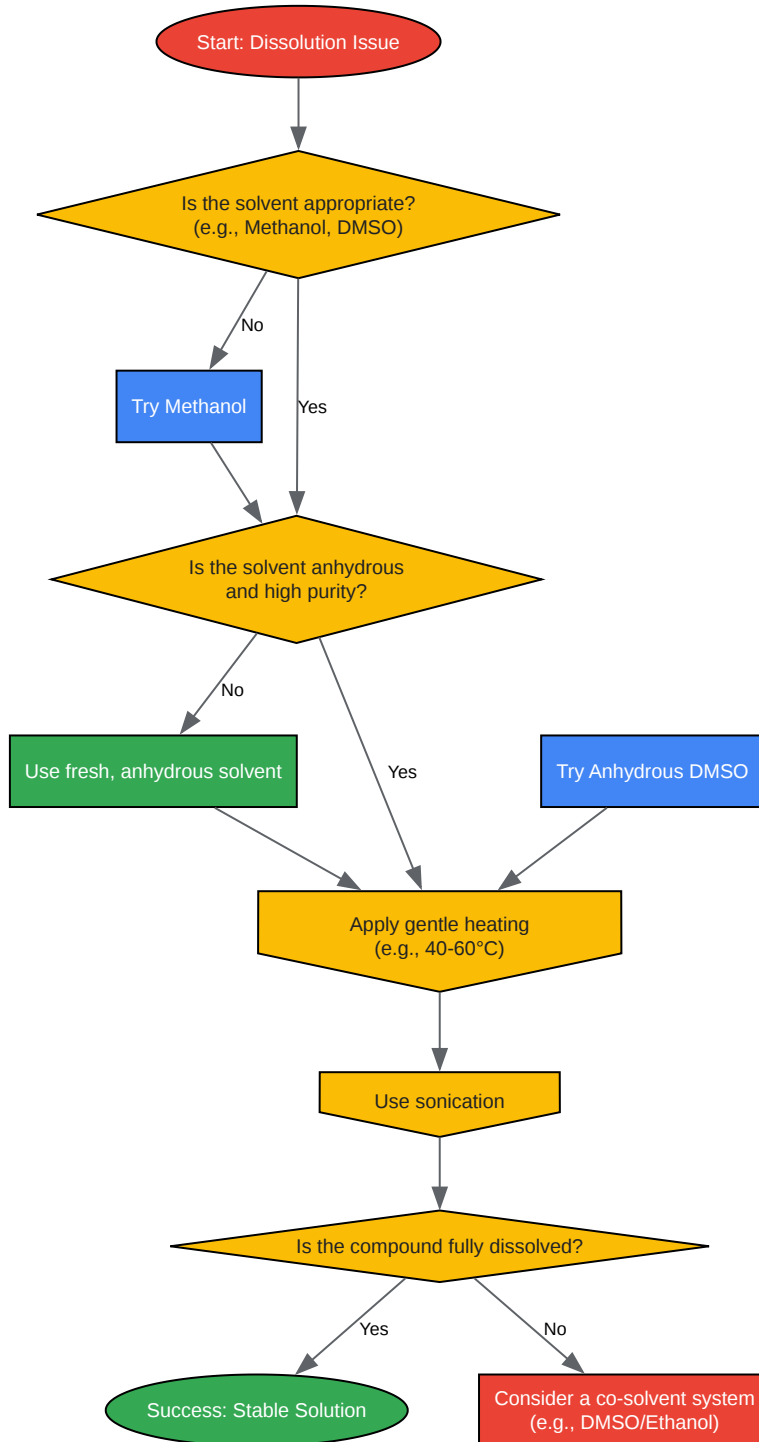 Start: Dissolution Issue
Is the solvent appropriate?
(e.g., Methanol, DMSO)
No
Try Methanol
Yes
Is the solvent anhydrous
and high purity?
No
Use fresh, anhydrous solvent
Yes
Try Anhydrous DMSO
Apply gentle heating
(e.g., 40-60°C)
Use sonication
Is the compound fully dissolved?
Yes
No
Success: Stable Solution
Consider a co-solvent system
(e.g., DMSO/Ethanol)